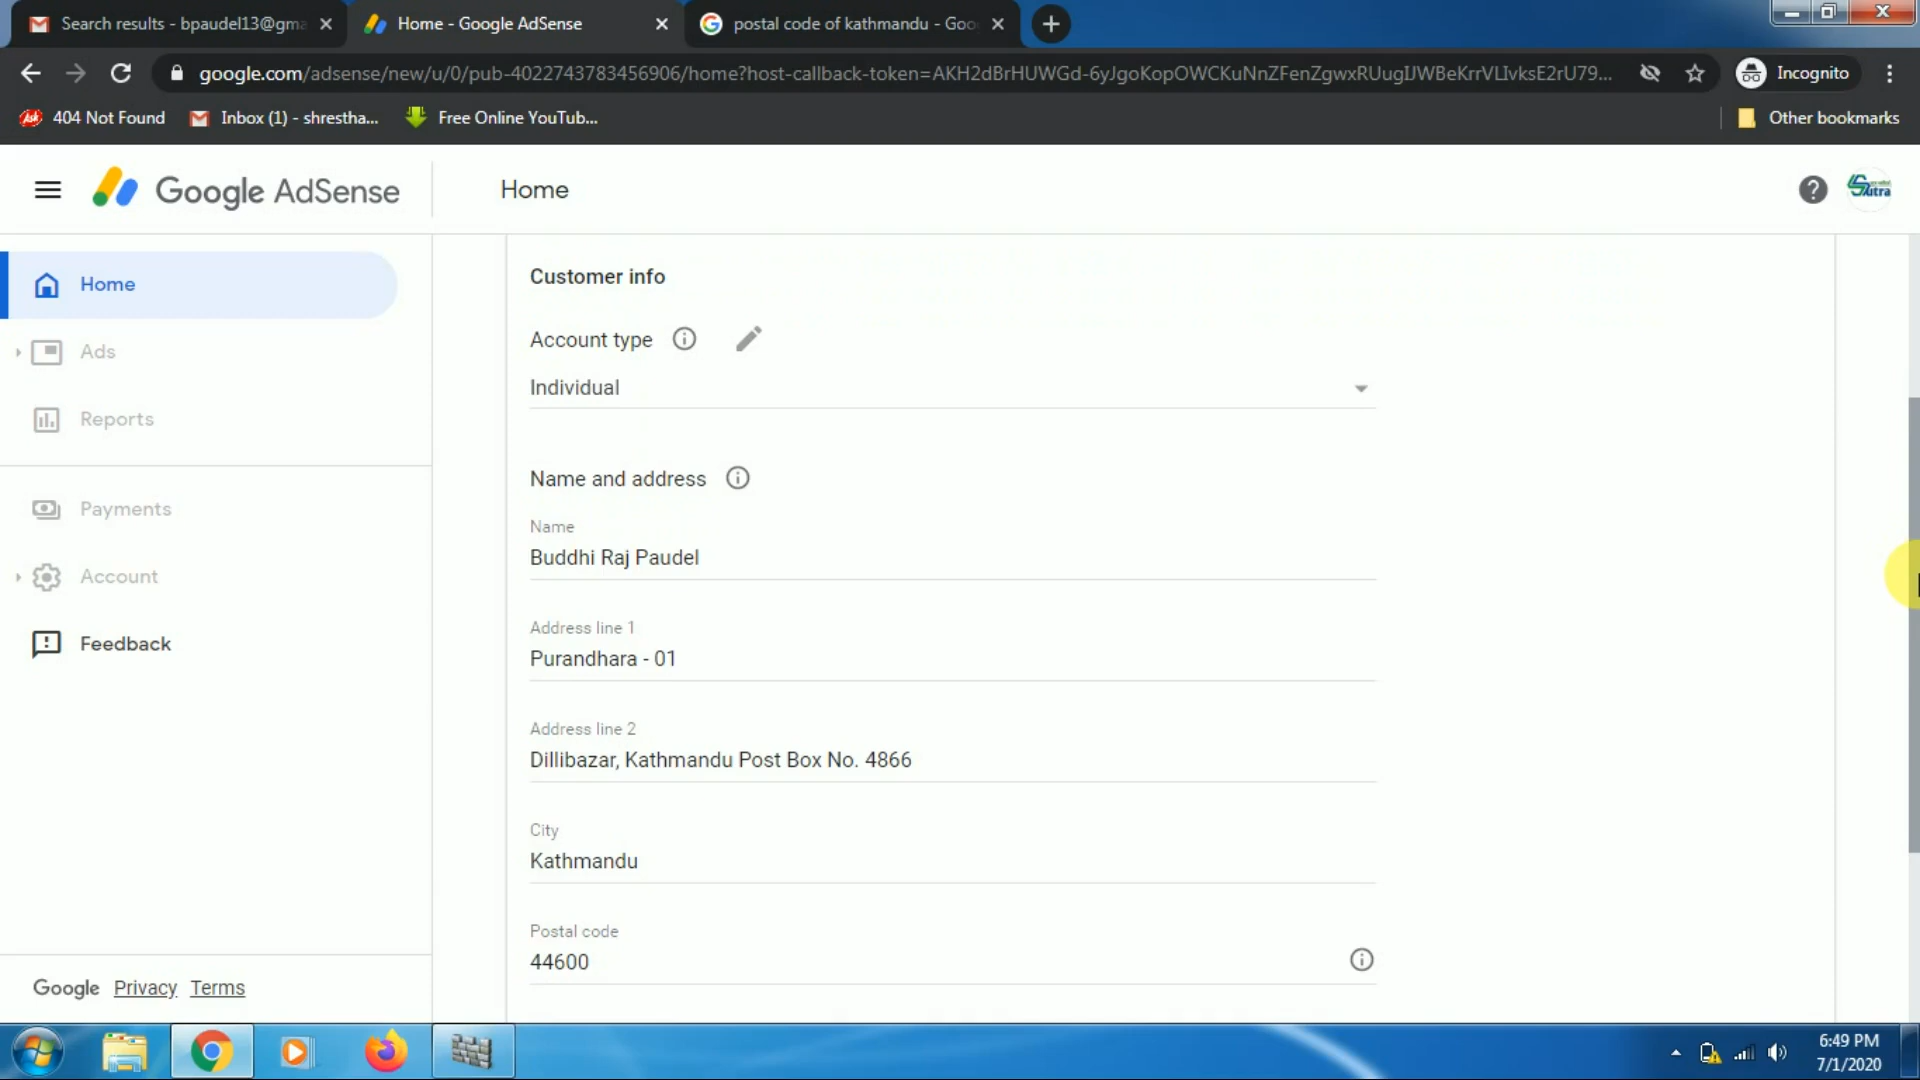 Search results - bpaudel13@gma
Home - Google AdSense
postal code of kathmandu - Goo
google.com/adsense/new/u/0/pub-4022743783456906/home?host-callback-token=AKH2dBrHUWGd-6yJgoKopOWCKuNnZFenZgwxRUugIJWBeKrrVLIvksE2rU79...
Incognito
404 Not Found
Inbox (1) - shrestha...
Free Online YouTub...
Other bookmarks
Google AdSense
Home
Sutra
Home
Ads
Reports
Payments
Account
Feedback
Google Privacy Terms
Customer info
Account type
Individual
Name and address
Name
Buddhi Raj Paudel
Address line 1
Purandhara - 01
Address line 2
Dillibazar, Kathmandu Post Box No. 4866
City
Kathmandu
Postal code
44600
6:49 PM
7/1/2020